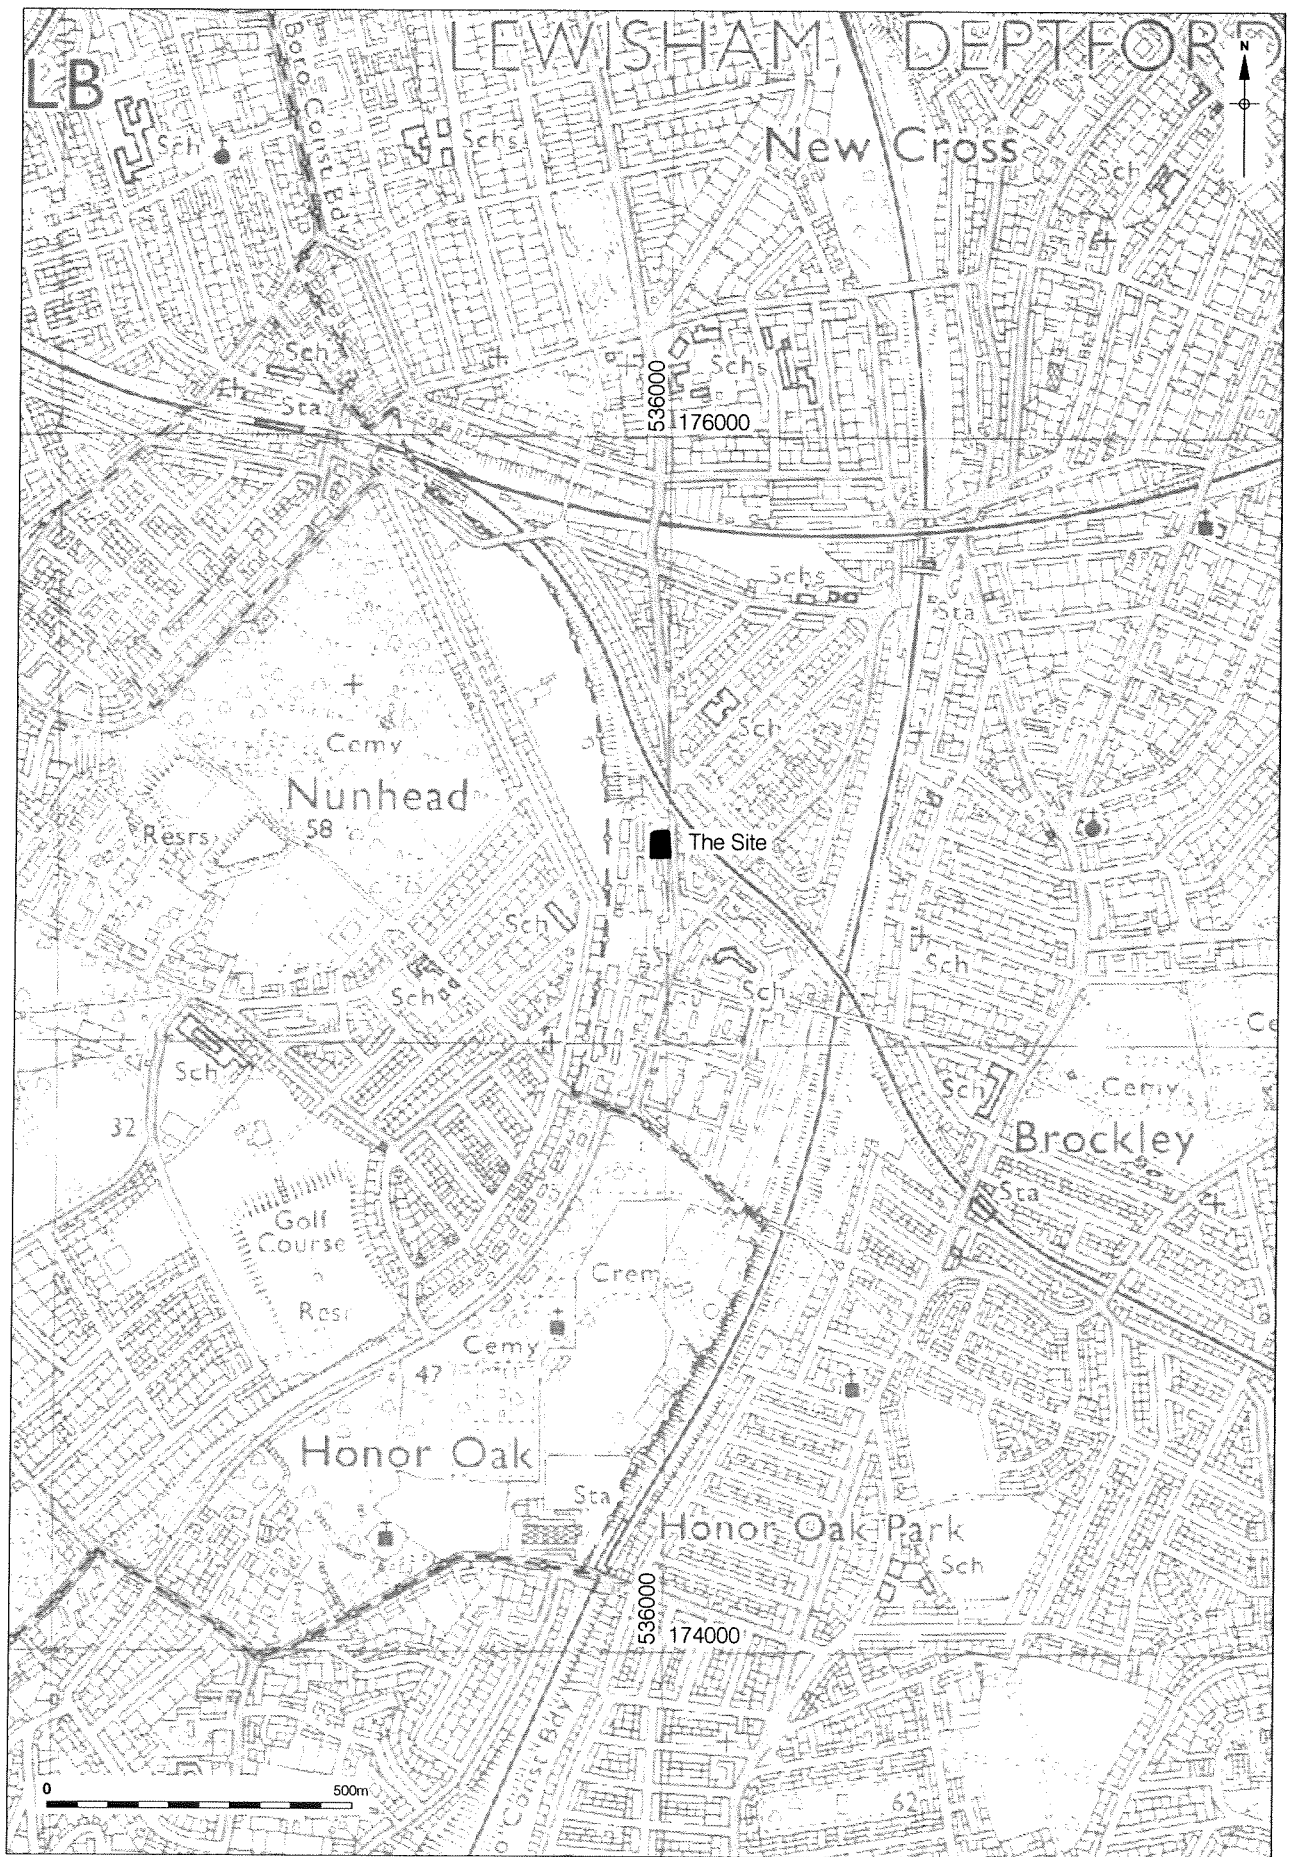 LEWISHAM DEPTFORD
N
LB
Boro Const Bdy
Sch
Schs
New Cross
Sch
Sch
Sta
536000
176000
Schs
Schs
Sta
Sch
Cemy
Nunhead
58
Resrs
The Site
Sch
Sch
Sch
Sch
Ce
Sch
32
Sch
Cemy
Brockley
Sta
Golf
Course
Crem
Resr
Cemy
47
Honor Oak
Sta
Honor Oak Park
Sch
536000
174000
o Const Bdy
0 500m
62